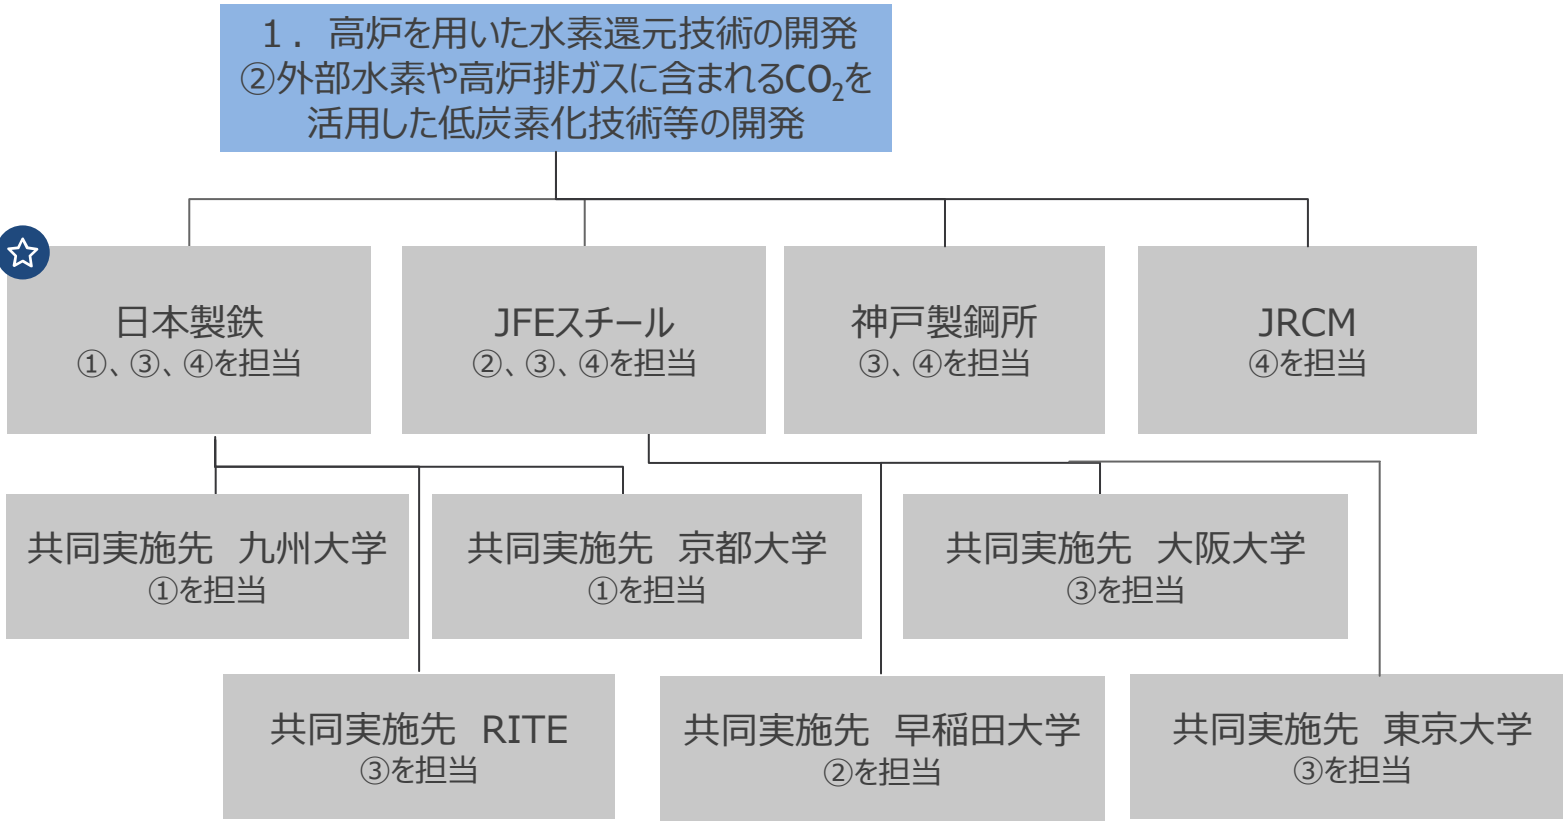 １．高炉を用いた水素還元技術の開発
②外部水素や高炉排ガスに含まれるCO₂を
活用した低炭素化技術等の開発
日本製鉄
①、③、④を担当
JFEスチール
②、③、④を担当
神戸製鋼所
③、④を担当
JRCM
④を担当
共同実施先　九州大学
①を担当
共同実施先　京都大学
①を担当
共同実施先　大阪大学
③を担当
共同実施先　RITE
③を担当
共同実施先　早稲田大学
②を担当
共同実施先　東京大学
③を担当